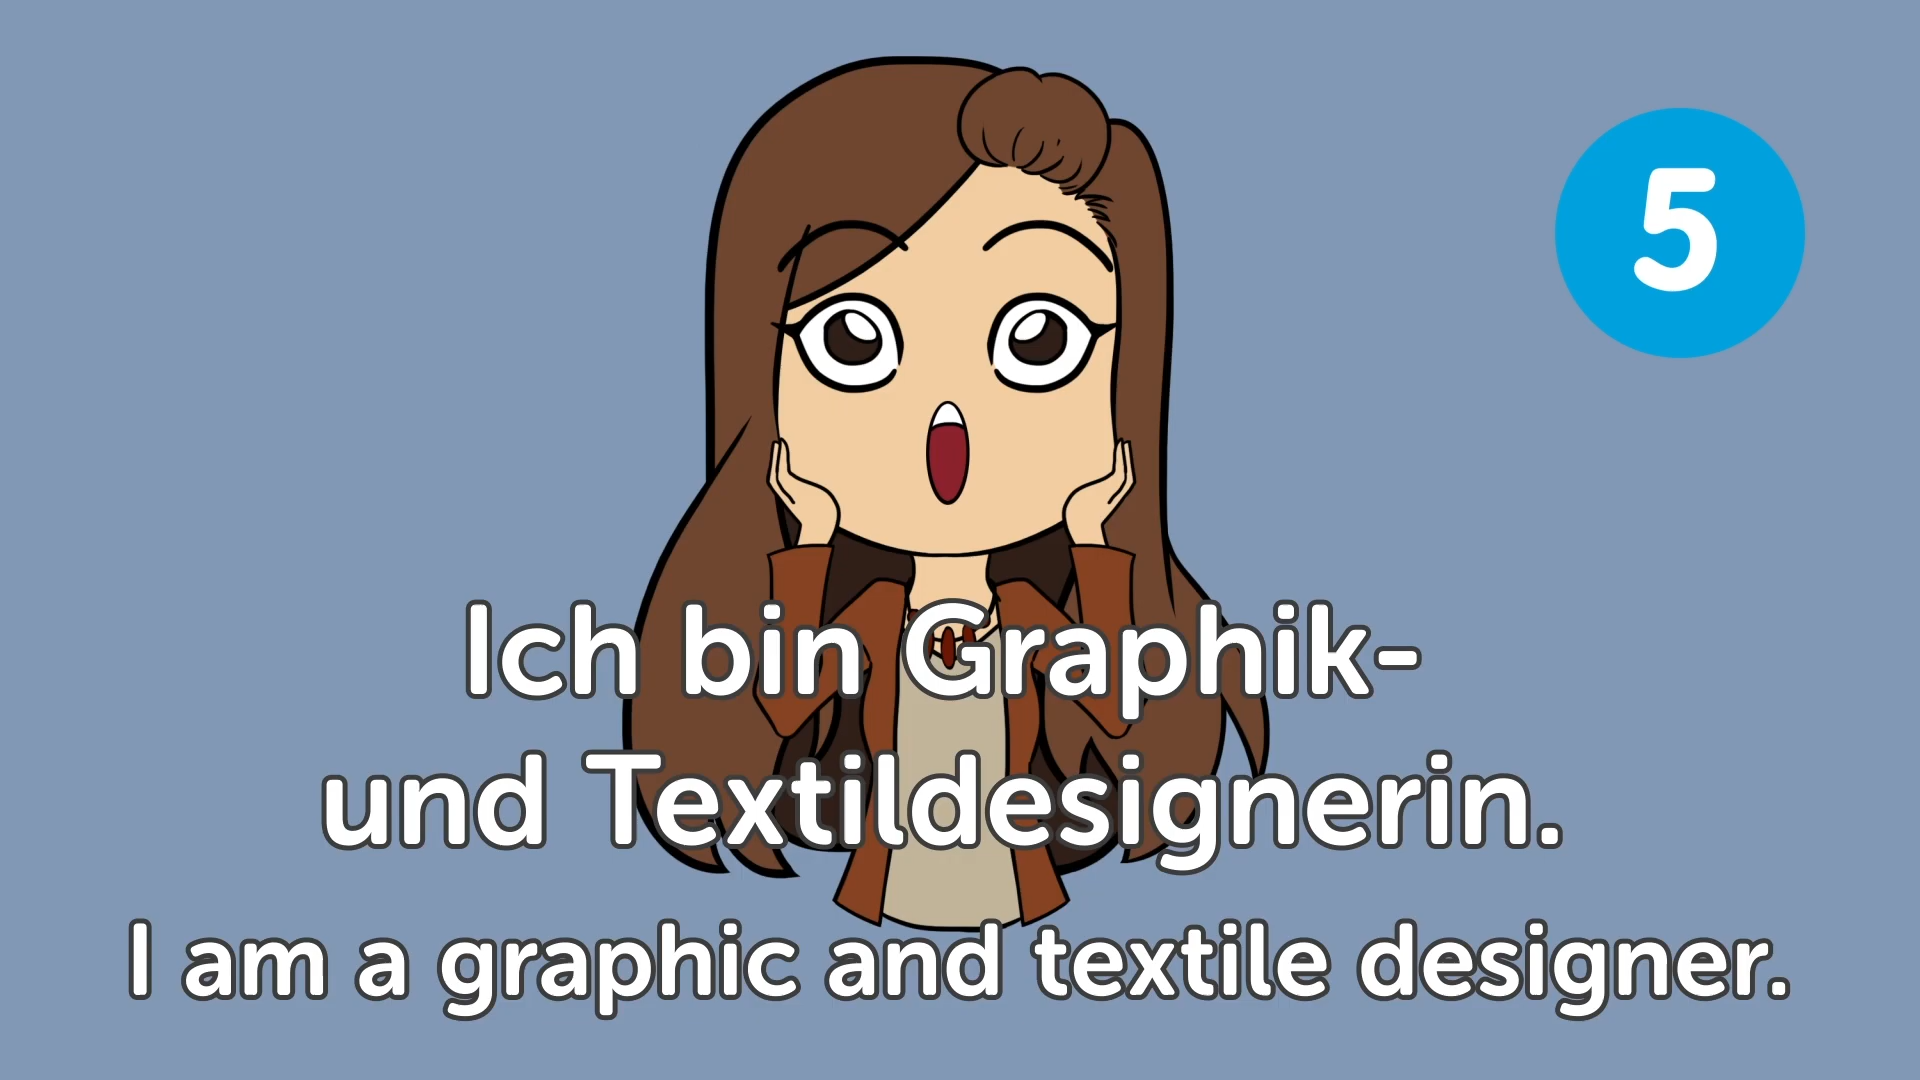 5
Ich bin Graphik-
und Textildesignerin.
I am a graphic and textile designer.